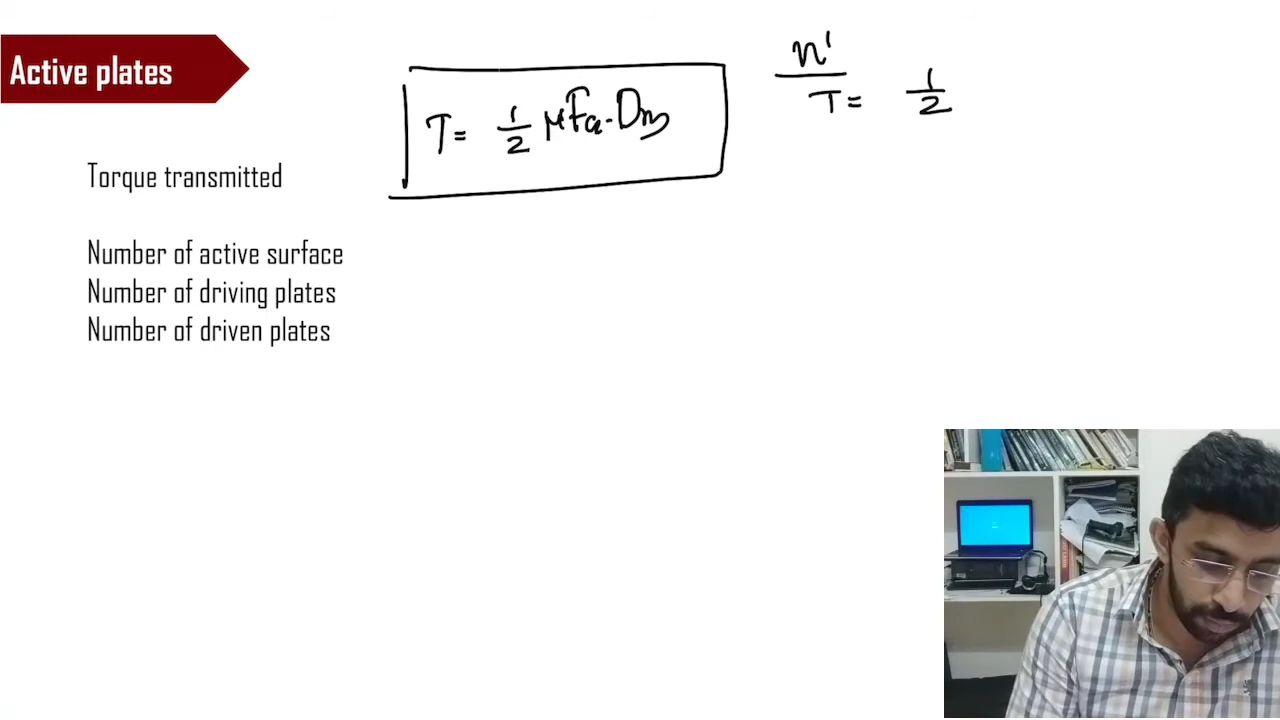 Active plates
T = 1/2 μFa.Dm
n'
T = 1/2
Torque transmitted
Number of active surface
Number of driving plates
Number of driven plates